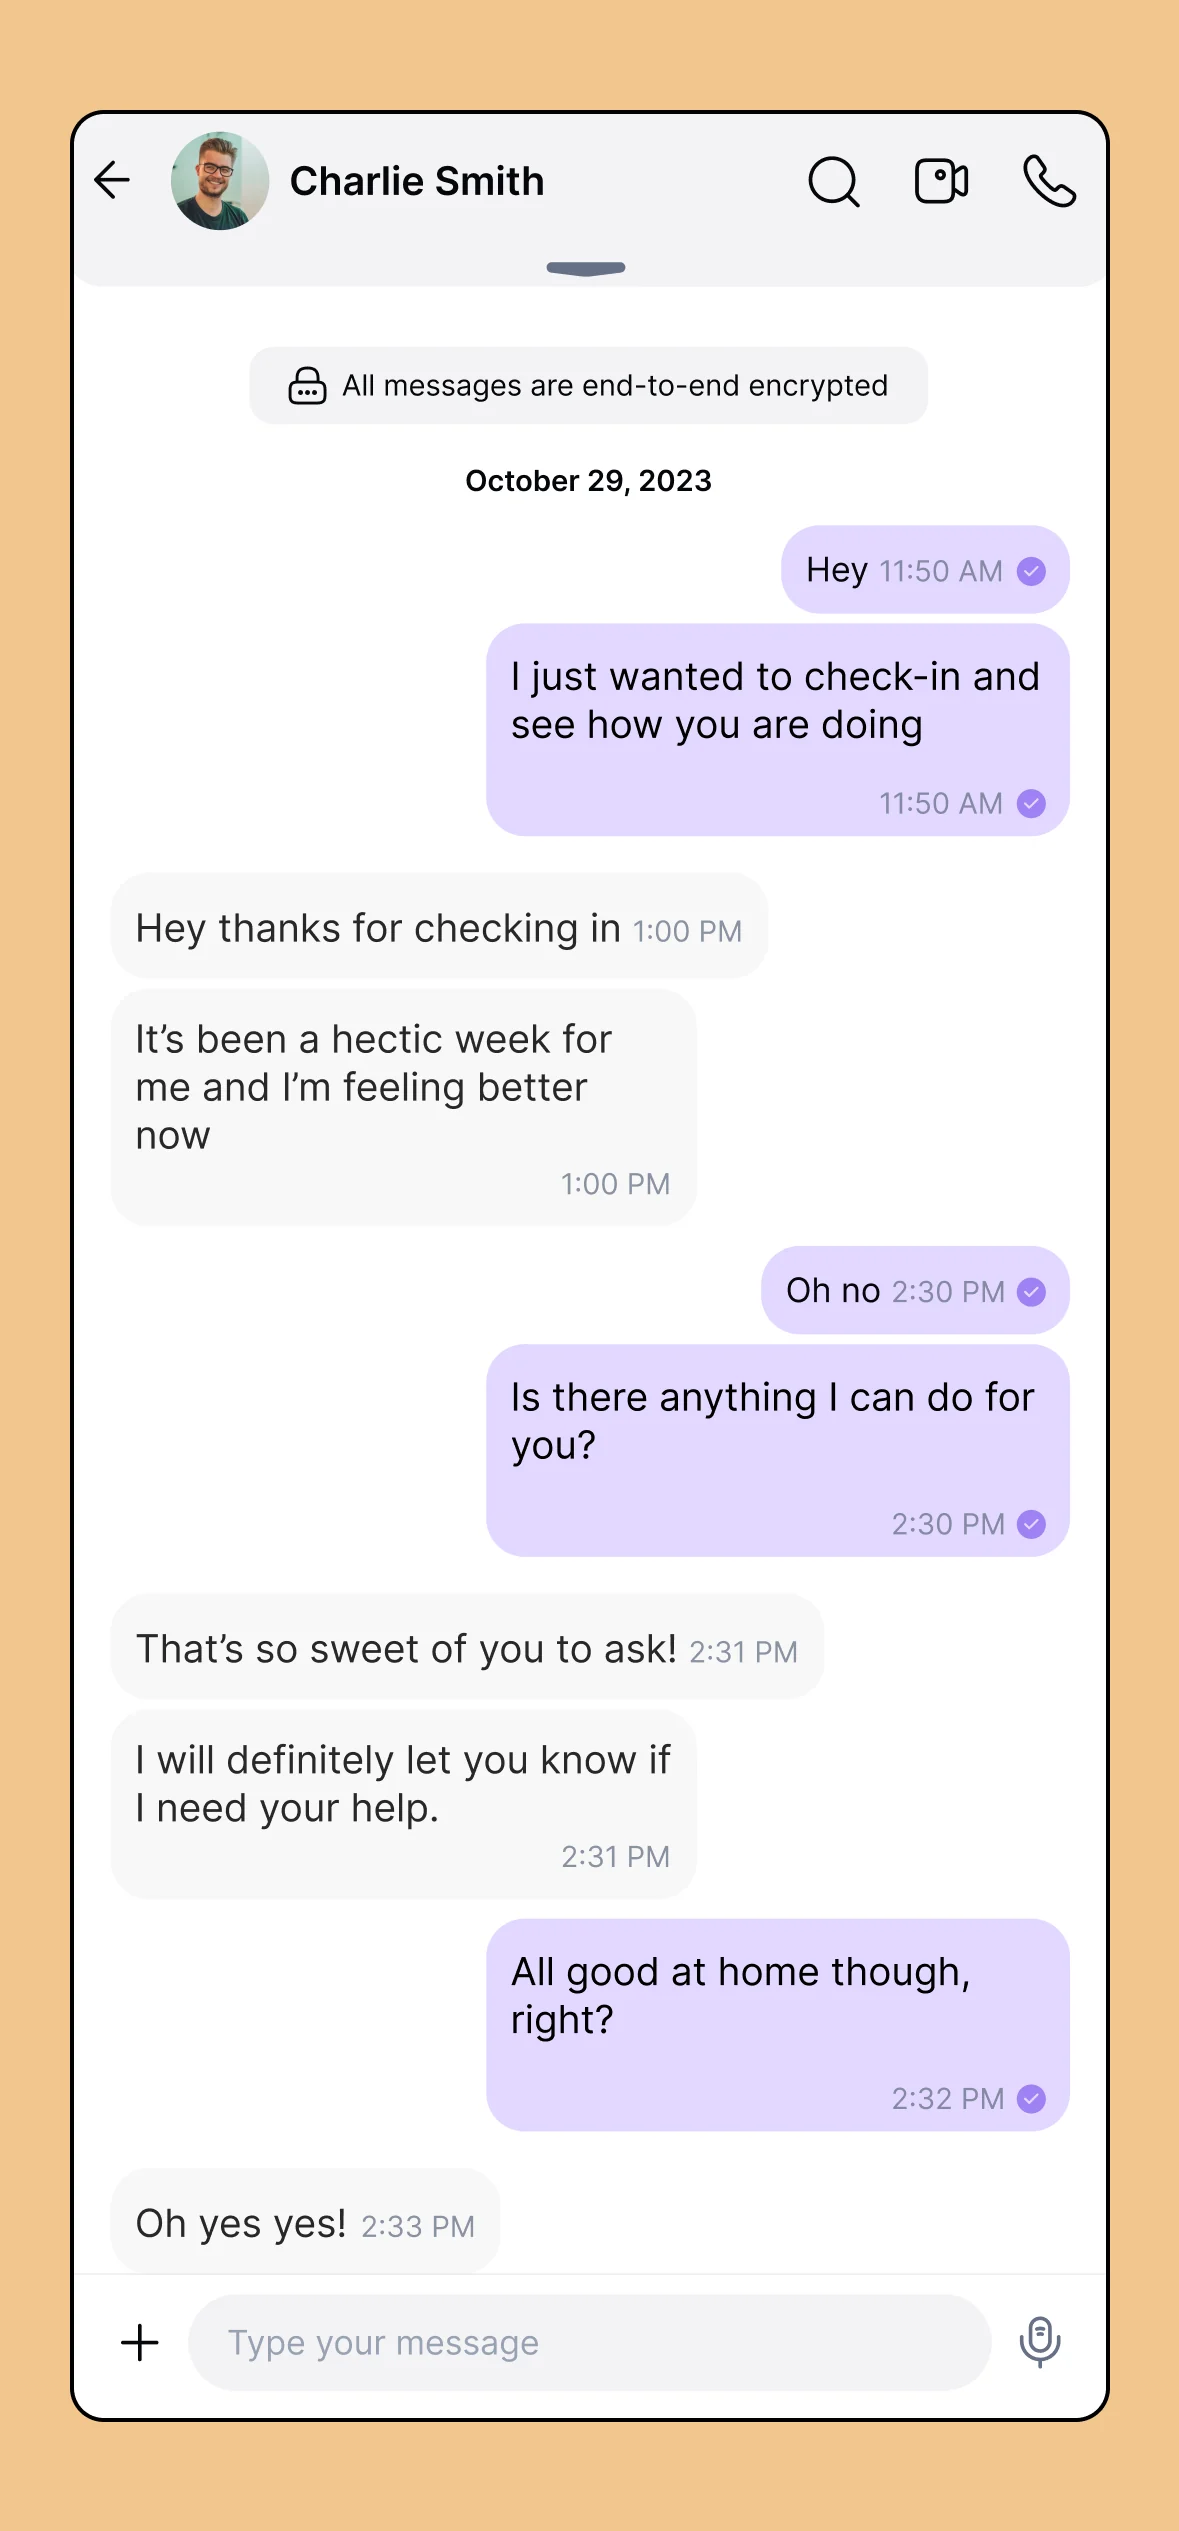 Charlie Smith
All messages are end-to-end encrypted
October 29, 2023
Hey 11:50 AM
I just wanted to check-in and
see how you are doing
11:50 AM
Hey thanks for checking in 1:00 PM
It’s been a hectic week for
me and I’m feeling better
now
1:00 PM
Oh no 2:30 PM
Is there anything I can do for
you?
2:30 PM
That’s so sweet of you to ask! 2:31 PM
I will definitely let you know if
I need your help.
2:31 PM
All good at home though,
right?
2:32 PM
Oh yes yes! 2:33 PM
Type your message